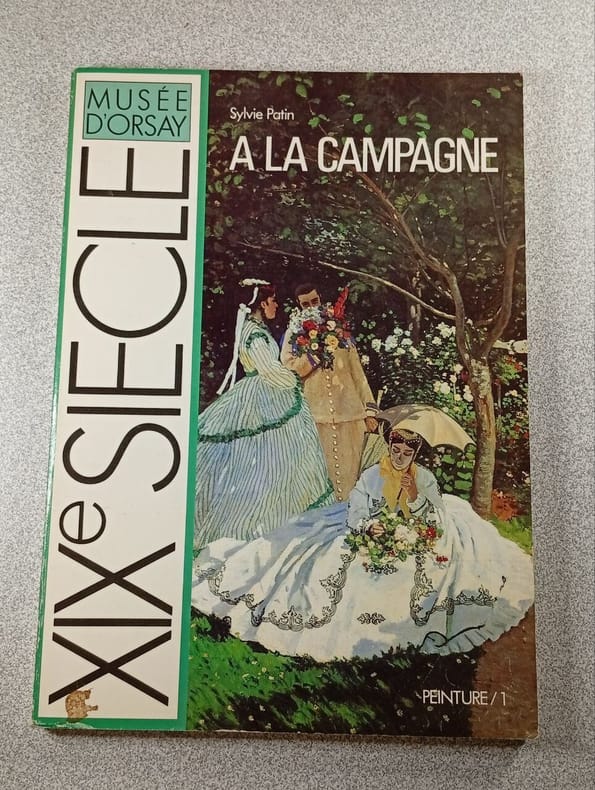 MUSÉE
D'ORSAY
XIXe SIECLE
Sylvie Patin
A LA CAMPAGNE
PEINTURE/1